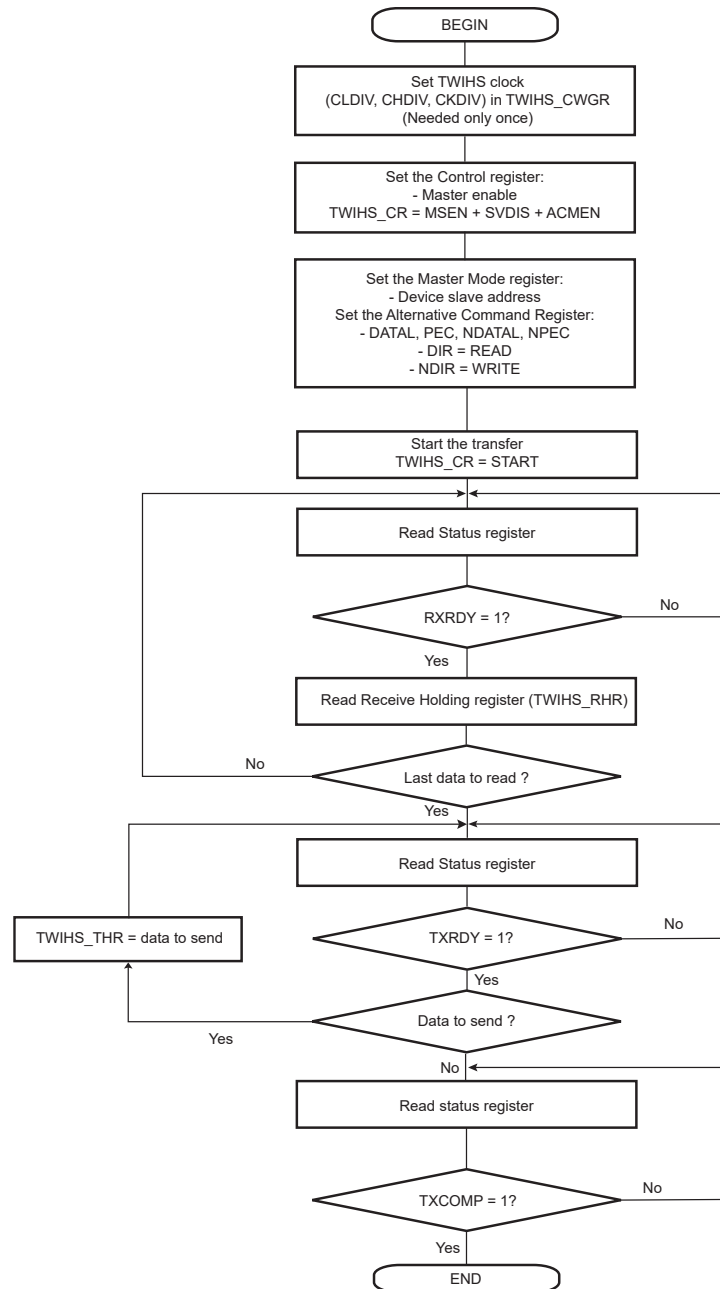 BEGIN
Set TWIHS clock
(CLDIV, CHDIV, CKDIV) in TWIHS_CWGR
(Needed only once)
Set the Control register:
- Master enable
TWIHS_CR = MSEN + SVDIS + ACMEN
Set the Master Mode register:
- Device slave address
Set the Alternative Command Register:
- DATAL, PEC, NDATAL, NPEC
- DIR = READ
- NDIR = WRITE
Start the transfer
TWIHS_CR = START
Read Status register
RXRDY = 1?
No
Yes
Read Receive Holding register (TWIHS_RHR)
No
Last data to read ?
Yes
Read Status register
TWIHS_THR = data to send
TXRDY = 1?
No
Yes
Data to send ?
Yes
No
Read status register
TXCOMP = 1?
No
Yes
END